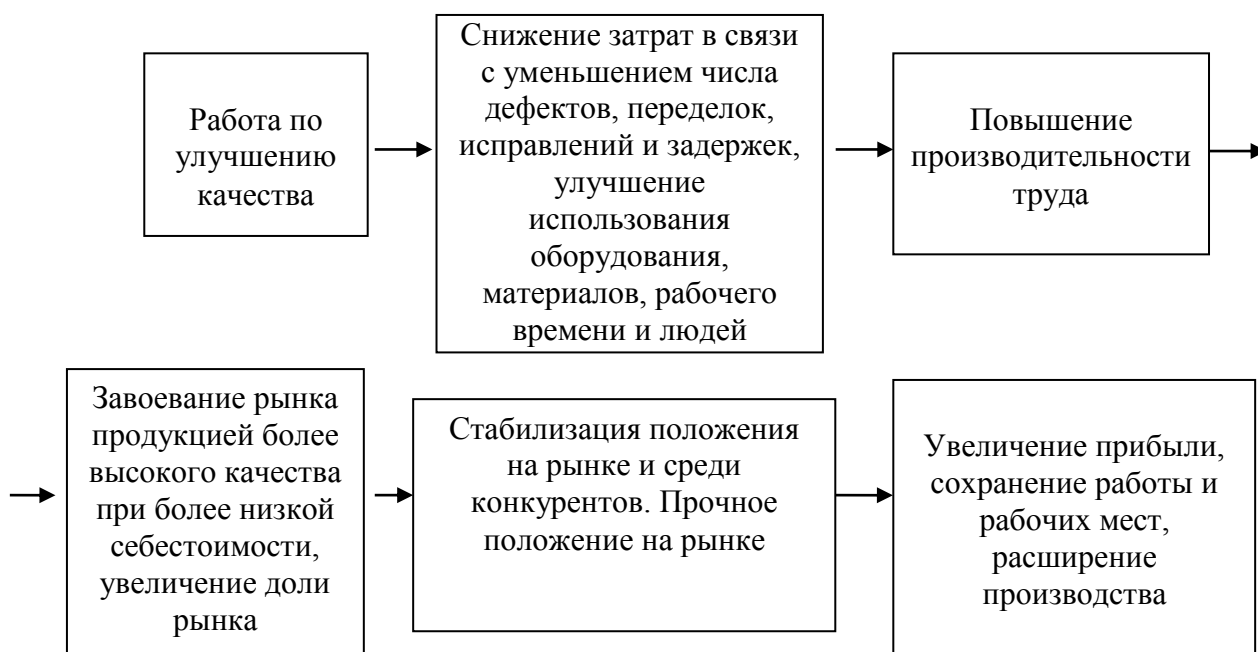 Работа по
улучшению
качества
Снижение затрат в связи
с уменьшением числа
дефектов, переделок,
исправлений и задержек,
улучшение
использования
оборудования,
материалов, рабочего
времени и людей
Повышение
производительности
труда
Завоевание рынка
продукцией более
высокого качества
при более низкой
себестоимости,
увеличение доли
рынка
Стабилизация положения
на рынке и среди
конкурентов. Прочное
положение на рынке
Увеличение прибыли,
сохранение работы и
рабочих мест,
расширение
производства